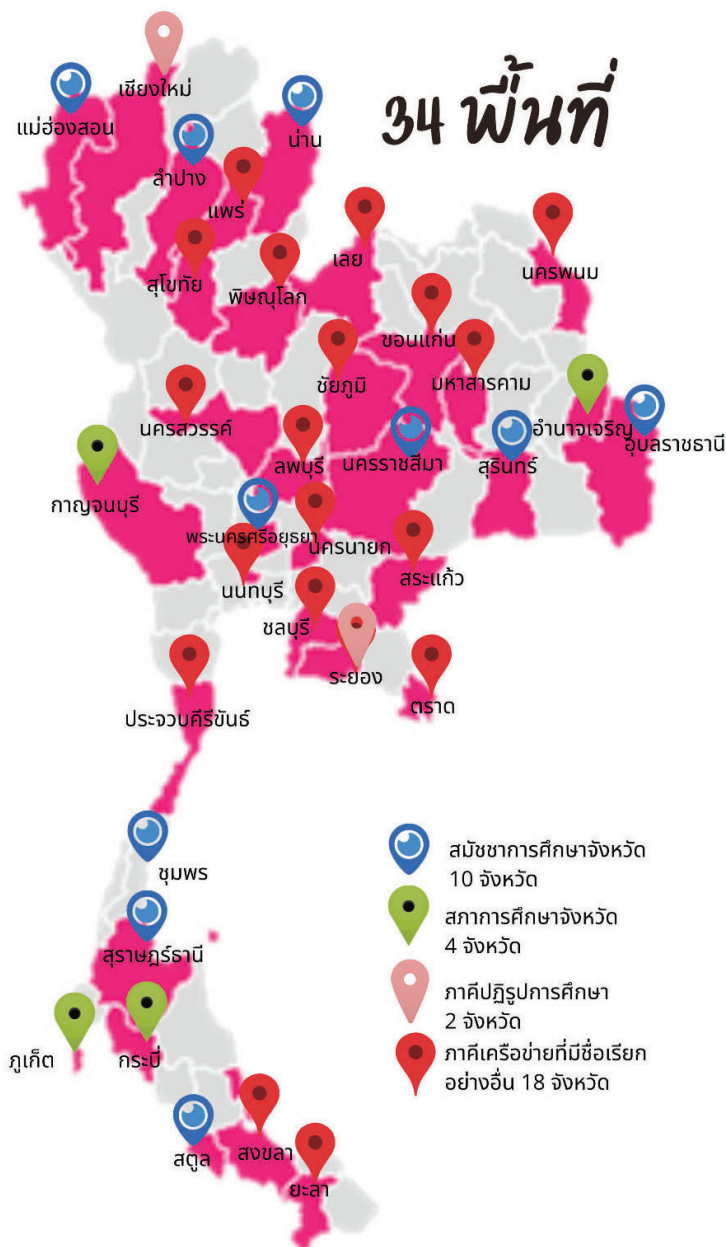 34 พื้นที่
เชียงใหม่
แม่ฮ่องสอน
น่าน
ลำปาง
แพร่
เลย
นครพนม
สุโขทัย
พิษณุโลก
ขอนแก่น
ชัยภูมิ
มหาสารคาม
นครสวรรค์
อำนาจเจริญ
อุบลราชธานี
ลพบุรี
นครราชสีมา
สุรินทร์
กาญจนบุรี
พระนครศรีอยุธยา
นครนายก
สระแก้ว
นนทบุรี
ชลบุรี
ระยอง
ตราด
ประจวบคีรีขันธ์
ชุมพร
สุราษฎร์ธานี
ภูเก็ต
กระบี่
สตูล
สงขลา
ยะลา
สมัชชาการศึกษาจังหวัด
10 จังหวัด
สภาการศึกษาจังหวัด
4 จังหวัด
ภาคีปฏิรูปการศึกษา
2 จังหวัด
ภาคีเครือข่ายที่มีชื่อเรียก
อย่างอื่น 18 จังหวัด